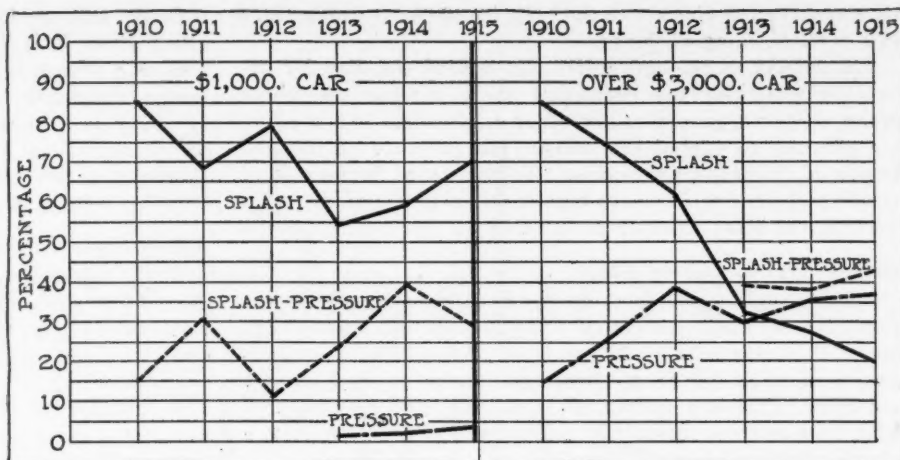 1910 1911 1912 1913 1914 1915 1910 1911 1912 1913 1914 1915
100
90
80
70
60
50
40
30
20
10
0
PERCENTAGE
$1,000. CAR
SPLASH
SPLASH-PRESSURE
PRESSURE
OVER $3,000. CAR
SPLASH
SPLASH-PRESSURE
PRESSURE